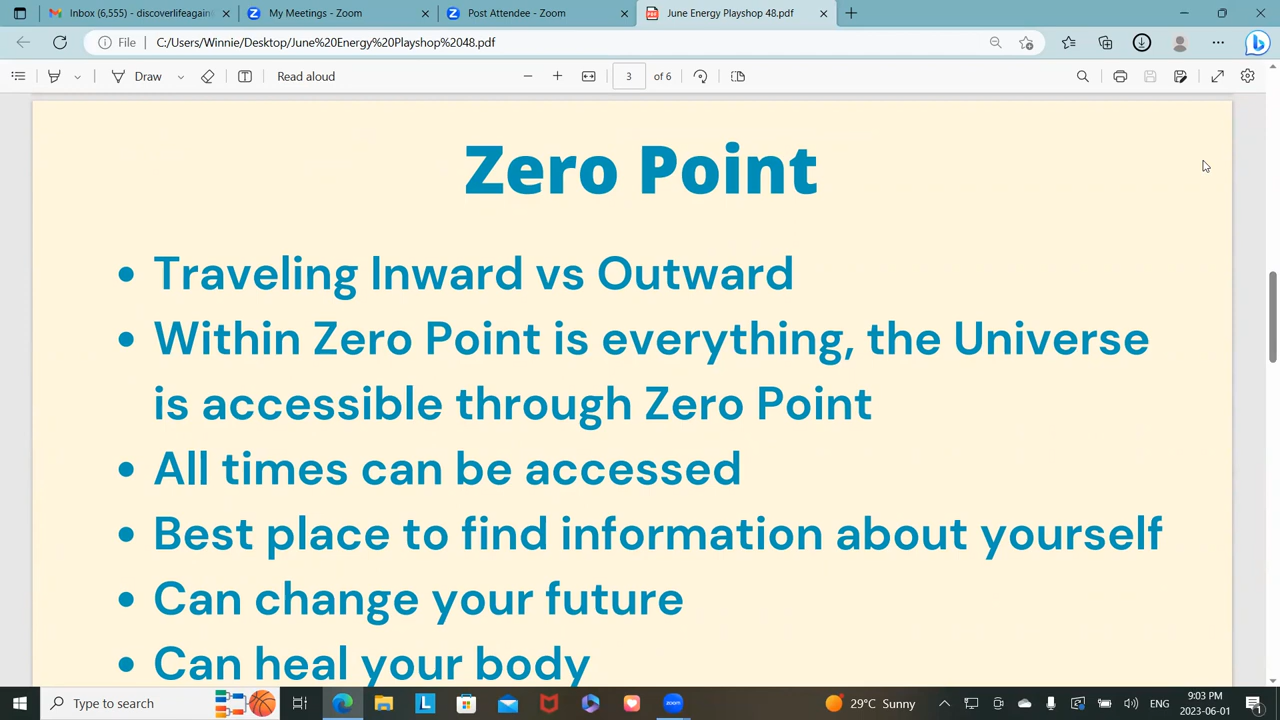 Inbox (6,555) - discoverlifeagain
My Meetings - Zoom
Post Attendee - Zoom
June Energy Playshop 48.pdf
File
C:/Users/Winnie/Desktop/June%20Energy%20Playshop%2048.pdf
Draw
Read aloud
3
of 6
Zero Point
• Traveling Inward vs Outward
• Within Zero Point is everything, the Universe
is accessible through Zero Point
• All times can be accessed
• Best place to find information about yourself
• Can change your future
• Can heal your body
Type to search
zoom
29°C Sunny
ENG
9:03 PM
2023-06-01
1